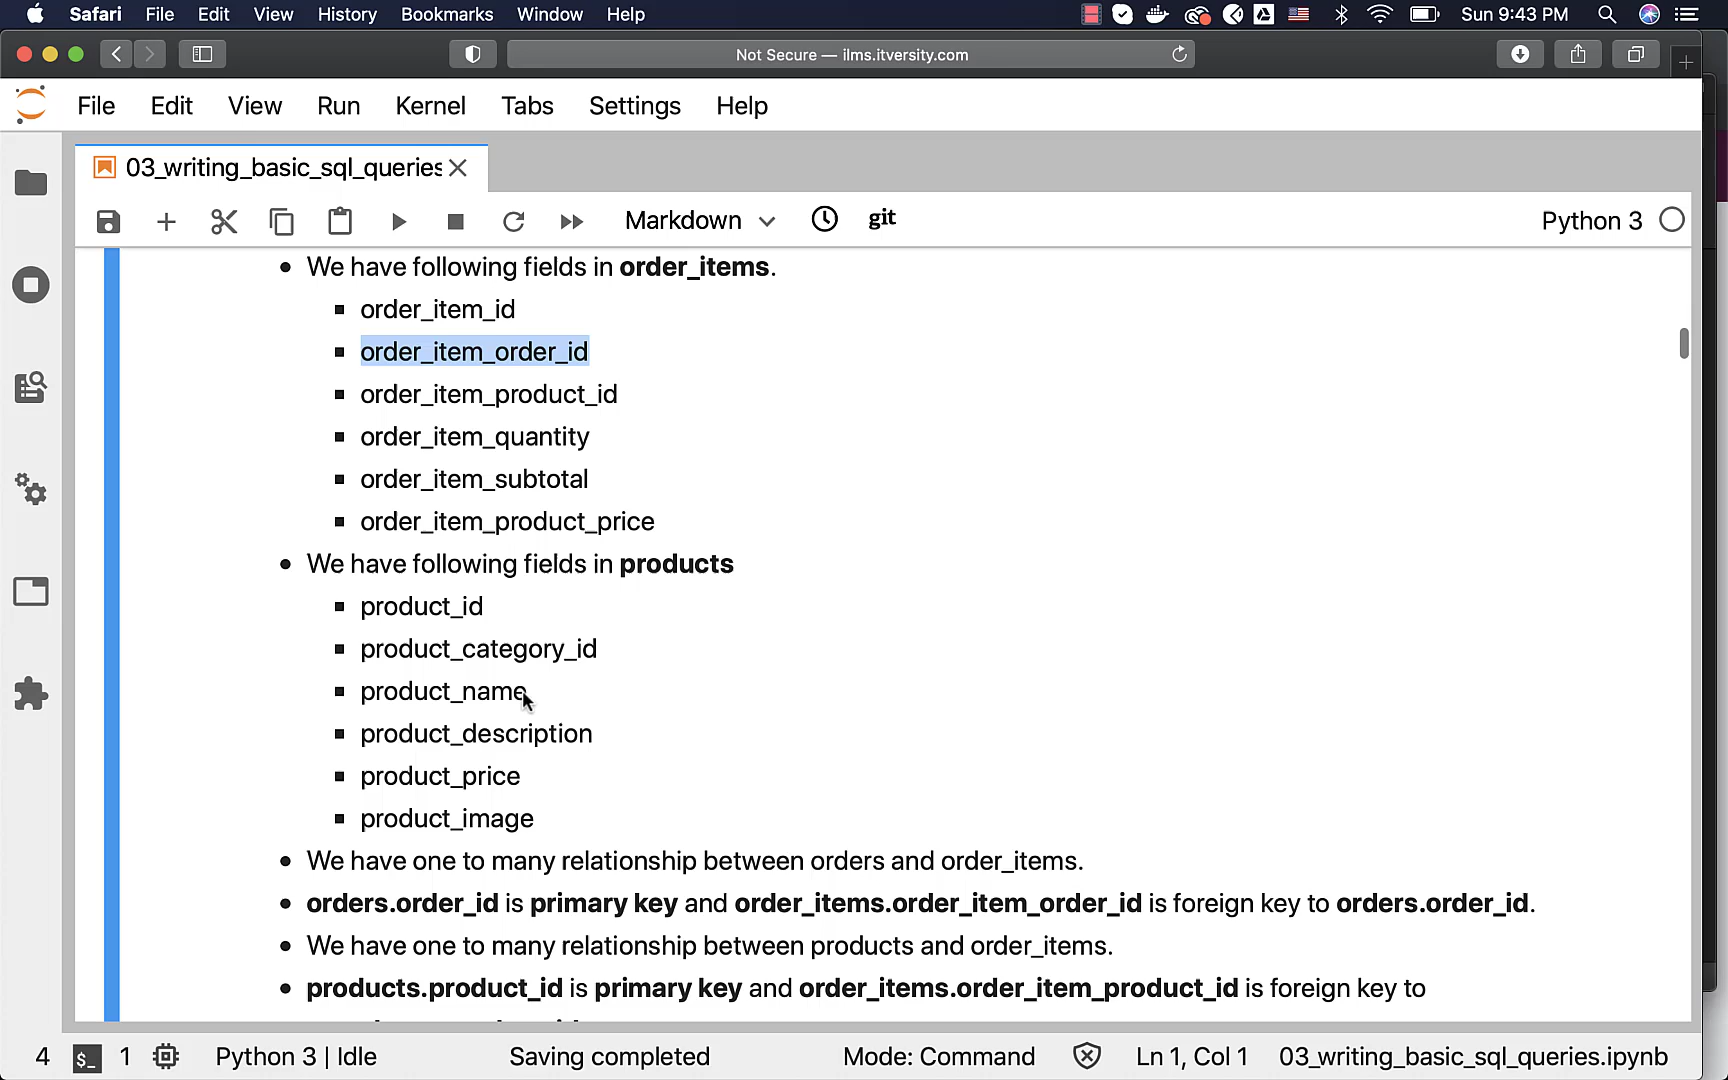 Safari File Edit View History Bookmarks Window Help Sun 9:43 PM
Not Secure — ilms.itversity.com
File Edit View Run Kernel Tabs Settings Help
03_writing_basic_sql_queries
Markdown git Python 3
We have following fields in order_items.
order_item_id
order_item_order_id
order_item_product_id
order_item_quantity
order_item_subtotal
order_item_product_price
We have following fields in products
product_id
product_category_id
product_name
product_description
product_price
product_image
We have one to many relationship between orders and order_items.
orders.order_id is primary key and order_items.order_item_order_id is foreign key to orders.order_id.
We have one to many relationship between products and order_items.
products.product_id is primary key and order_items.order_item_product_id is foreign key to
4 $_ 1 Python 3 | Idle Saving completed Mode: Command Ln 1, Col 1 03_writing_basic_sql_queries.ipynb